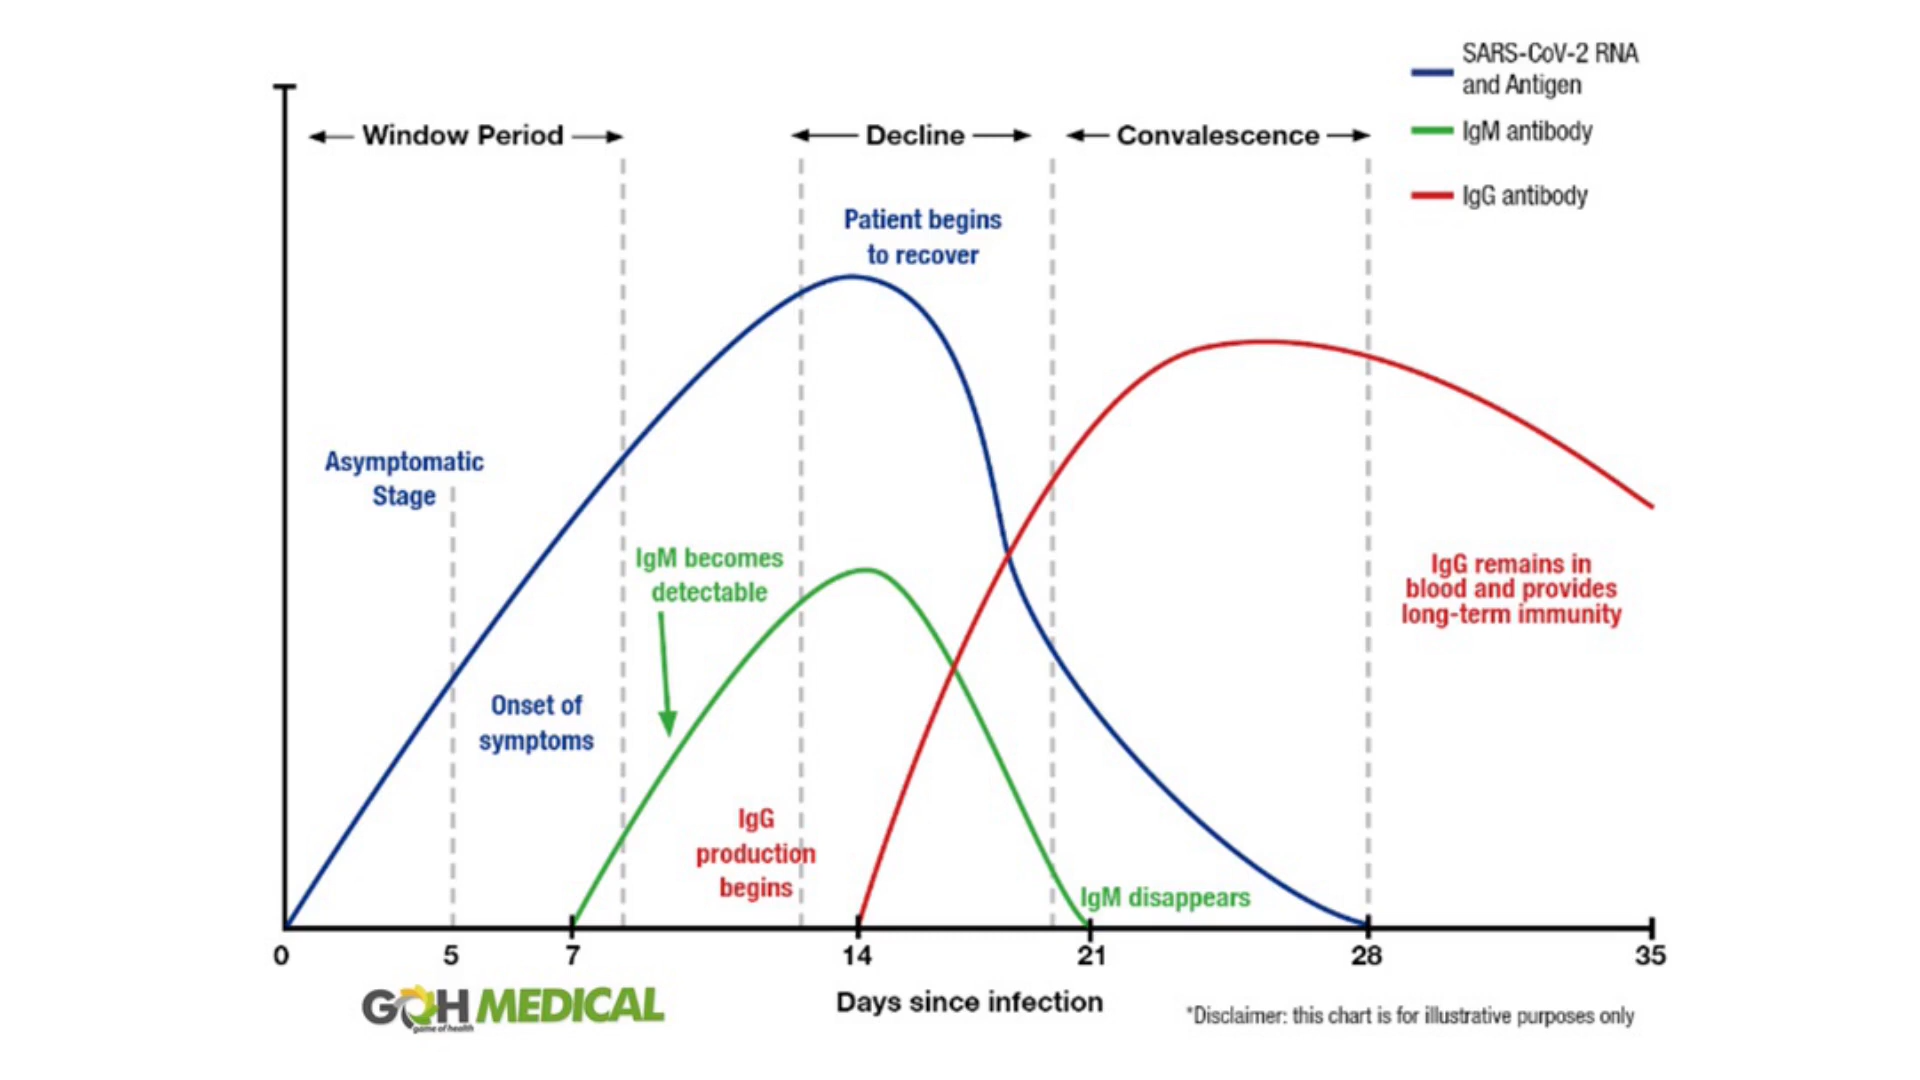 SARS-CoV-2 RNA
and Antigen
IgM antibody
IgG antibody
Window Period
Decline
Convalescence
Patient begins
to recover
Asymptomatic
Stage
IgM becomes
detectable
Onset of
symptoms
IgG
production
begins
IgM disappears
IgG remains in
blood and provides
long-term immunity
0 5 7 14 21 28 35
Days since infection
GOH MEDICAL
game of health
*Disclaimer: this chart is for illustrative purposes only